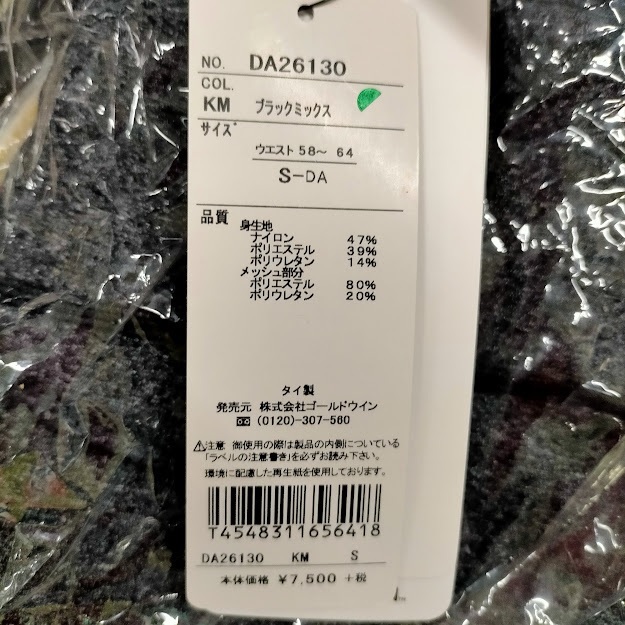 NO. DA26130
COL.
KM ブラックミックス
サイズ
ウエスト 58〜 64
S-DA
品質
身生地
ナイロン 47%
ポリエステル 39%
ポリウレタン 14%
メッシュ部分
ポリエステル 80%
ポリウレタン 20%
タイ製
発売元 株式会社ゴールドウイン
(0120)-307-560
⚠注意 御使用の際は製品の内側についている
「ラベルの注意書き」を必ずお読み下さい。
環境に配慮した再生紙を使用しております。
T4548311656418
DA26130 KM S
本体価格 ¥7,500 +税